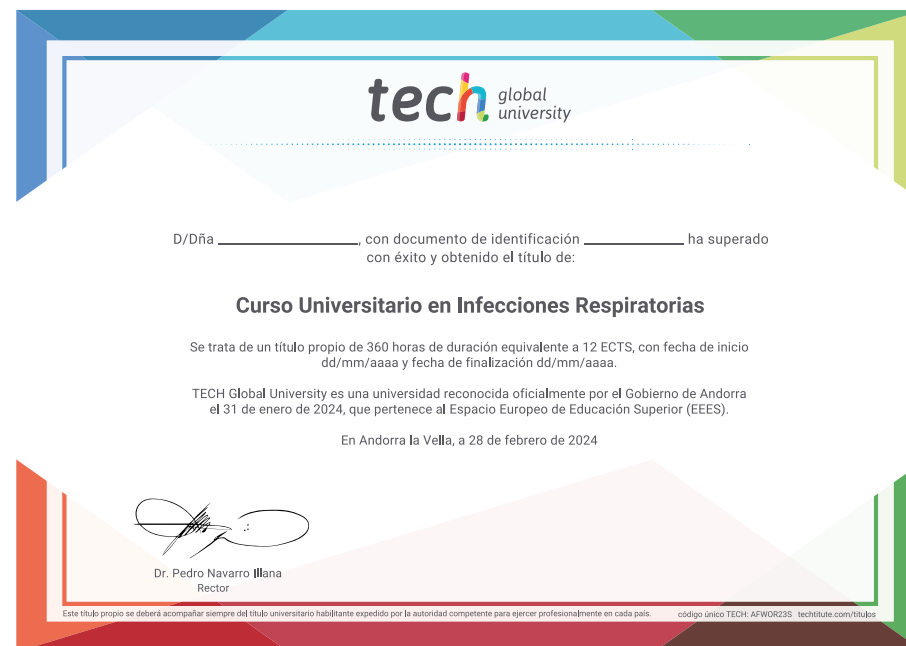 tech global university
D/Dña ____________________, con documento de identificación ______________ ha superado
con éxito y obtenido el título de:
Curso Universitario en Infecciones Respiratorias
Se trata de un título propio de 360 horas de duración equivalente a 12 ECTS, con fecha de inicio
dd/mm/aaaa y fecha de finalización dd/mm/aaaa.
TECH Global University es una universidad reconocida oficialmente por el Gobierno de Andorra
el 31 de enero de 2024, que pertenece al Espacio Europeo de Educación Superior (EEES).
En Andorra la Vella, a 28 de febrero de 2024
Dr. Pedro Navarro Illana
Rector
Este título propio se deberá acompañar siempre del título universitario habilitante expedido por la autoridad competente para ejercer profesionalmente en cada país. código único TECH: AFWOR23S techtitute.com/titulos